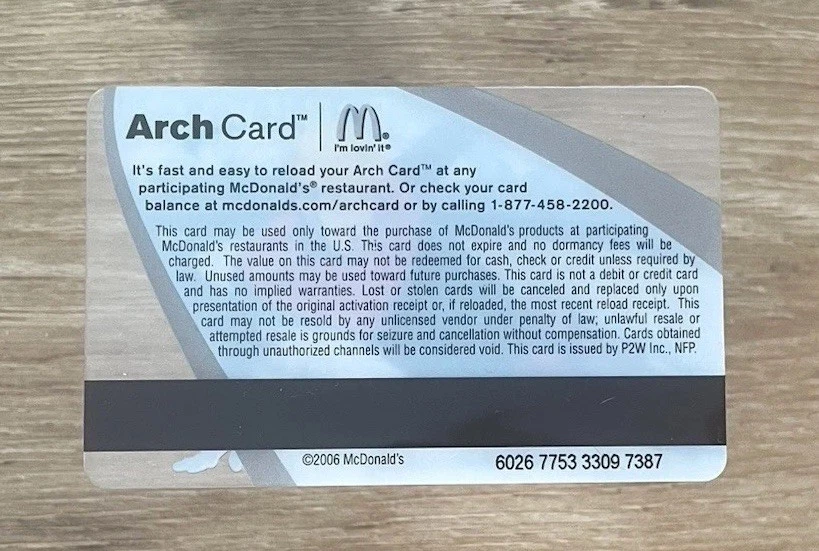 Arch Card™ M®
i'm lovin' it®
It's fast and easy to reload your Arch Card™ at any
participating McDonald's® restaurant. Or check your card
balance at mcdonalds.com/archcard or by calling 1-877-458-2200.
This card may be used only toward the purchase of McDonald's products at participating
McDonald's restaurants in the U.S. This card does not expire and no dormancy fees will be
charged. The value on this card may not be redeemed for cash, check or credit unless required by
law. Unused amounts may be used toward future purchases. This card is not a debit or credit card
and has no implied warranties. Lost or stolen cards will be canceled and replaced only upon
presentation of the original activation receipt or, if reloaded, the most recent reload receipt. This
card may not be resold by any unlicensed vendor under penalty of law; unlawful resale or
attempted resale is grounds for seizure and cancellation without compensation. Cards obtained
through unauthorized channels will be considered void. This card is issued by P2W Inc., NFP.
©2006 McDonald's 6026 7753 3309 7387